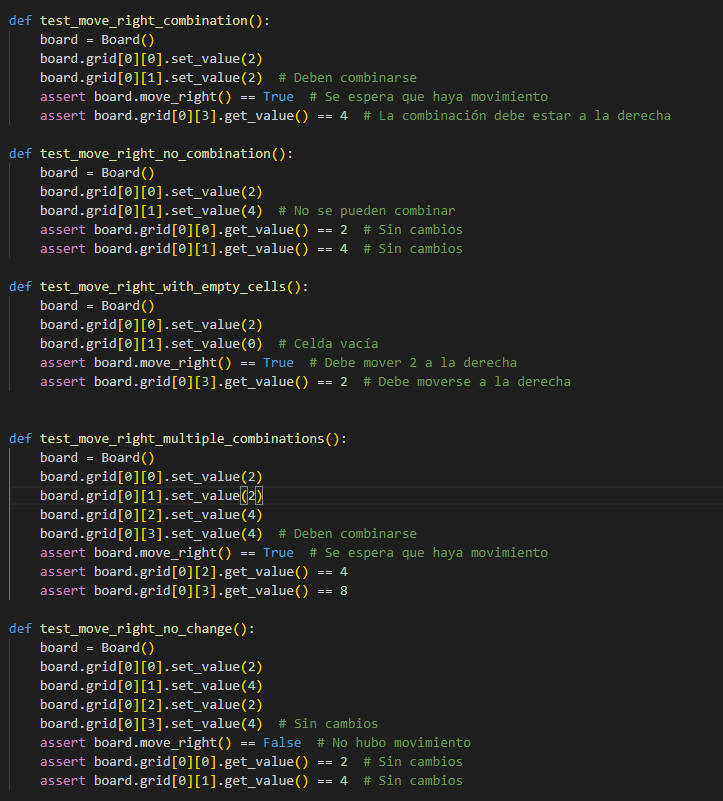 def test_move_right_combination():
    board = Board()
    board.grid[0][0].set_value(2)
    board.grid[0][1].set_value(2)  # Deben combinarse
    assert board.move_right() == True  # Se espera que haya movimiento
    assert board.grid[0][3].get_value() == 4  # La combinación debe estar a la derecha

def test_move_right_no_combination():
    board = Board()
    board.grid[0][0].set_value(2)
    board.grid[0][1].set_value(4)  # No se pueden combinar
    assert board.grid[0][0].get_value() == 2  # Sin cambios
    assert board.grid[0][1].get_value() == 4  # Sin cambios

def test_move_right_with_empty_cells():
    board = Board()
    board.grid[0][0].set_value(2)
    board.grid[0][1].set_value(0)  # Celda vacía
    assert board.move_right() == True  # Debe mover 2 a la derecha
    assert board.grid[0][3].get_value() == 2  # Debe moverse a la derecha


def test_move_right_multiple_combinations():
    board = Board()
    board.grid[0][0].set_value(2)
    board.grid[0][1].set_value(2)
    board.grid[0][2].set_value(4)
    board.grid[0][3].set_value(4)  # Deben combinarse
    assert board.move_right() == True  # Se espera que haya movimiento
    assert board.grid[0][2].get_value() == 4
    assert board.grid[0][3].get_value() == 8

def test_move_right_no_change():
    board = Board()
    board.grid[0][0].set_value(2)
    board.grid[0][1].set_value(4)
    board.grid[0][2].set_value(2)
    board.grid[0][3].set_value(4)  # Sin cambios
    assert board.move_right() == False  # No hubo movimiento
    assert board.grid[0][0].get_value() == 2  # Sin cambios
    assert board.grid[0][1].get_value() == 4  # Sin cambios